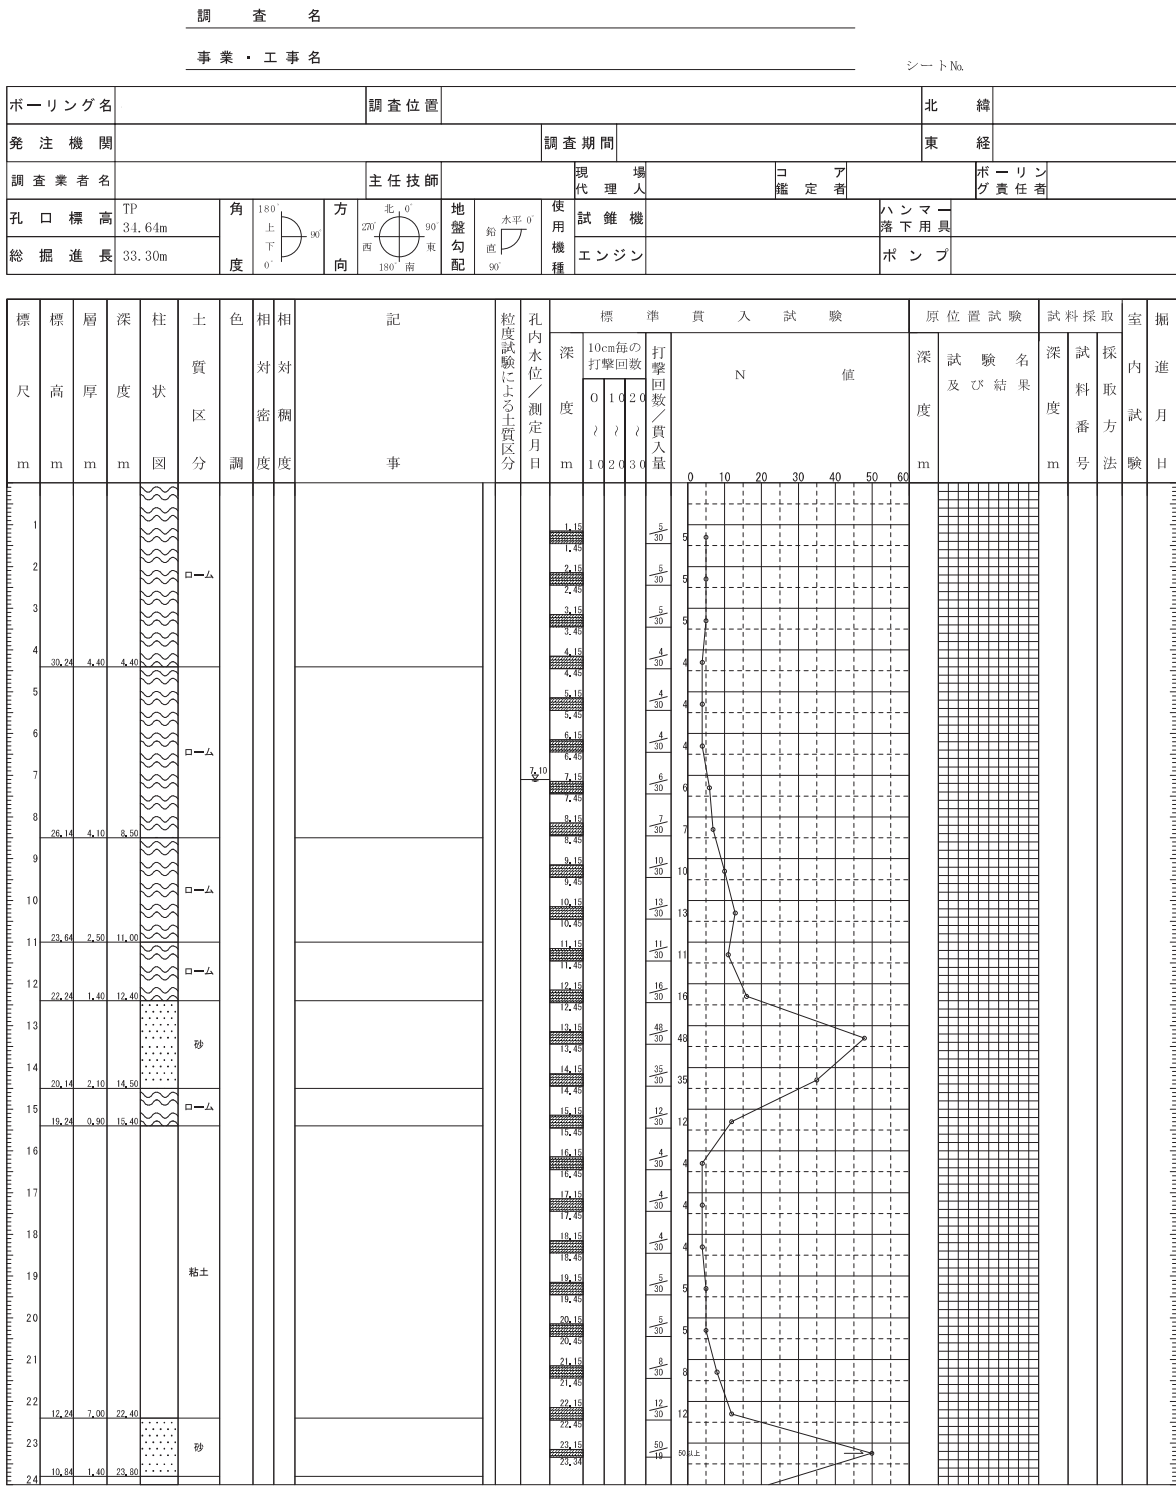 調査名
事業・工事名
シートNo.
ボーリング名 調査位置 北緯
発注機関 調査期間 東経
調査業者名 主任技師 現場代理人 コア鑑定者 ボーリング責任者
孔口標高 TP 34.64m 角度 180° 上 下 0° 90° 方向 北 0° 270° 西 90° 東 180° 南 地盤勾配 水平 0° 鉛直 90° 使用機種 試錐機 ハンマー落下用具
総掘進長 33.30m エンジン ポンプ
標尺 m 標高 m 層厚 m 深度 m 柱状図 土質区分 色調 相対密度 相対稠度 記事 粒度試験による土質区分 孔内水位/測定月日 標準貫入試験 原位置試験 試料採取 室内試験 掘進月日
深度 m 10cm毎の打撃回数 0~10 10~20 20~30 打撃回数/貫入量 N値 深度 m 試験名及び結果 深度 m 試料番号 採取方法
0 10 20 30 40 50 60
1 1.15 1.45 5/30 5
2 ローム 2.15 2.45 5/30 5
3 3.15 3.45 5/30 5
4 4.15 4.45 4/30 4
30.24 4.40 4.40
5 5.15 5.45 4/30 4
6 ローム 6.15 6.45 4/30 4
7 7.10 7.15 7.45 6/30 6
8 8.15 8.45 7/30 7
26.14 4.10 8.50
9 9.15 9.45 10/30 10
10 ローム 10.15 10.45 13/30 13
11 23.64 2.50 11.00 11.15 11.45 11/30 11
ローム
12 12.15 12.45 16/30 16
22.24 1.40 12.40
13 13.15 13.45 48/30 48
砂
14 14.15 14.45 35/30 35
20.14 2.10 14.50
15 ローム 15.15 15.45 12/30 12
19.24 0.90 15.40
16 16.15 16.45 4/30 4
17 17.15 17.45 4/30 4
18 18.15 18.45 4/30 4
19 粘土 19.15 19.45 5/30 5
20 20.15 20.45 5/30 5
21 21.15 21.45 8/30 8
22 22.15 22.45 12/30 12
12.24 7.00 22.40
23 砂 23.15 23.34 50/19 50以上
24 10.84 1.40 23.80